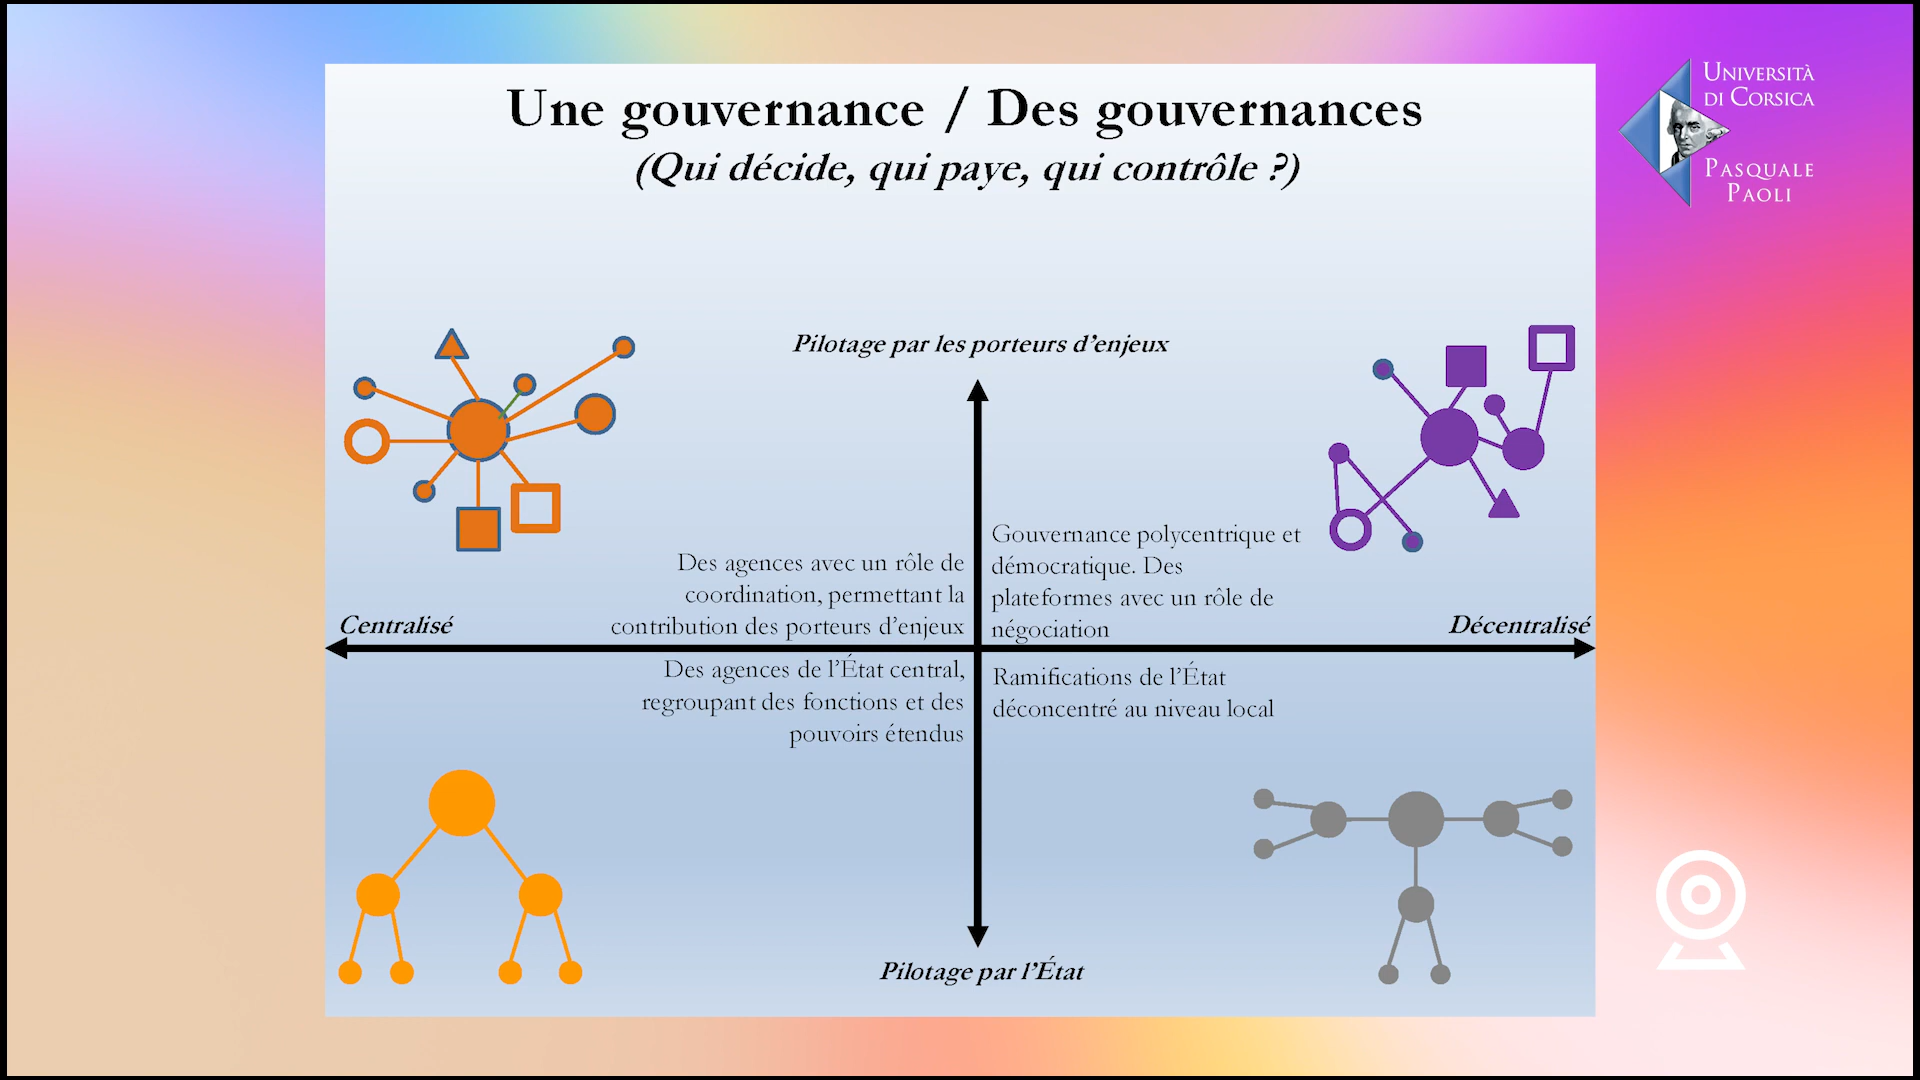 Une gouvernance / Des gouvernances
(Qui décide, qui paye, qui contrôle ?)
UNIVERSITÀ
DI CORSICA
PASQUALE
PAOLI
Pilotage par les porteurs d'enjeux
Des agences avec un rôle de
coordination, permettant la
contribution des porteurs d'enjeux
Gouvernance polycentrique et
démocratique. Des
plateformes avec un rôle de
négociation
Centralisé
Décentralisé
Des agences de l'État central,
regroupant des fonctions et des
pouvoirs étendus
Ramifications de l'État
déconcentré au niveau local
Pilotage par l'État